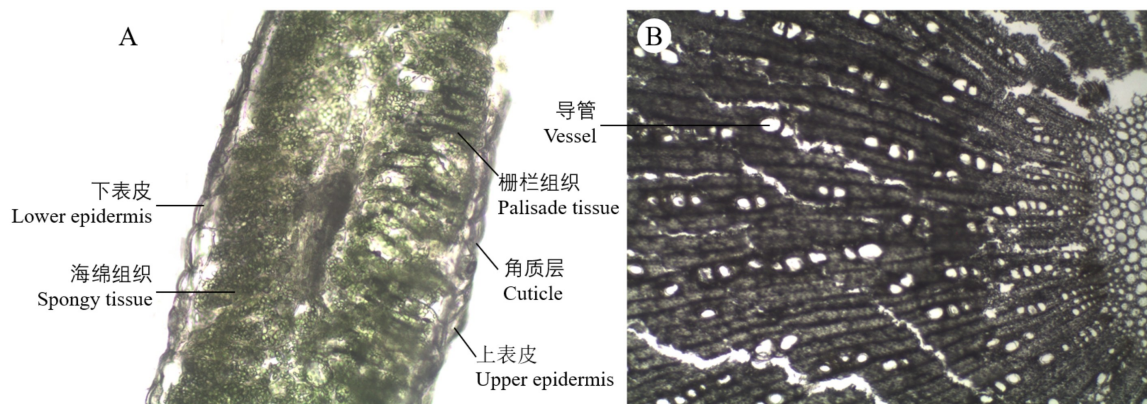 A
下表皮
Lower epidermis
海绵组织
Spongy tissue
栅栏组织
Palisade tissue
角质层
Cuticle
上表皮
Upper epidermis
B
导管
Vessel